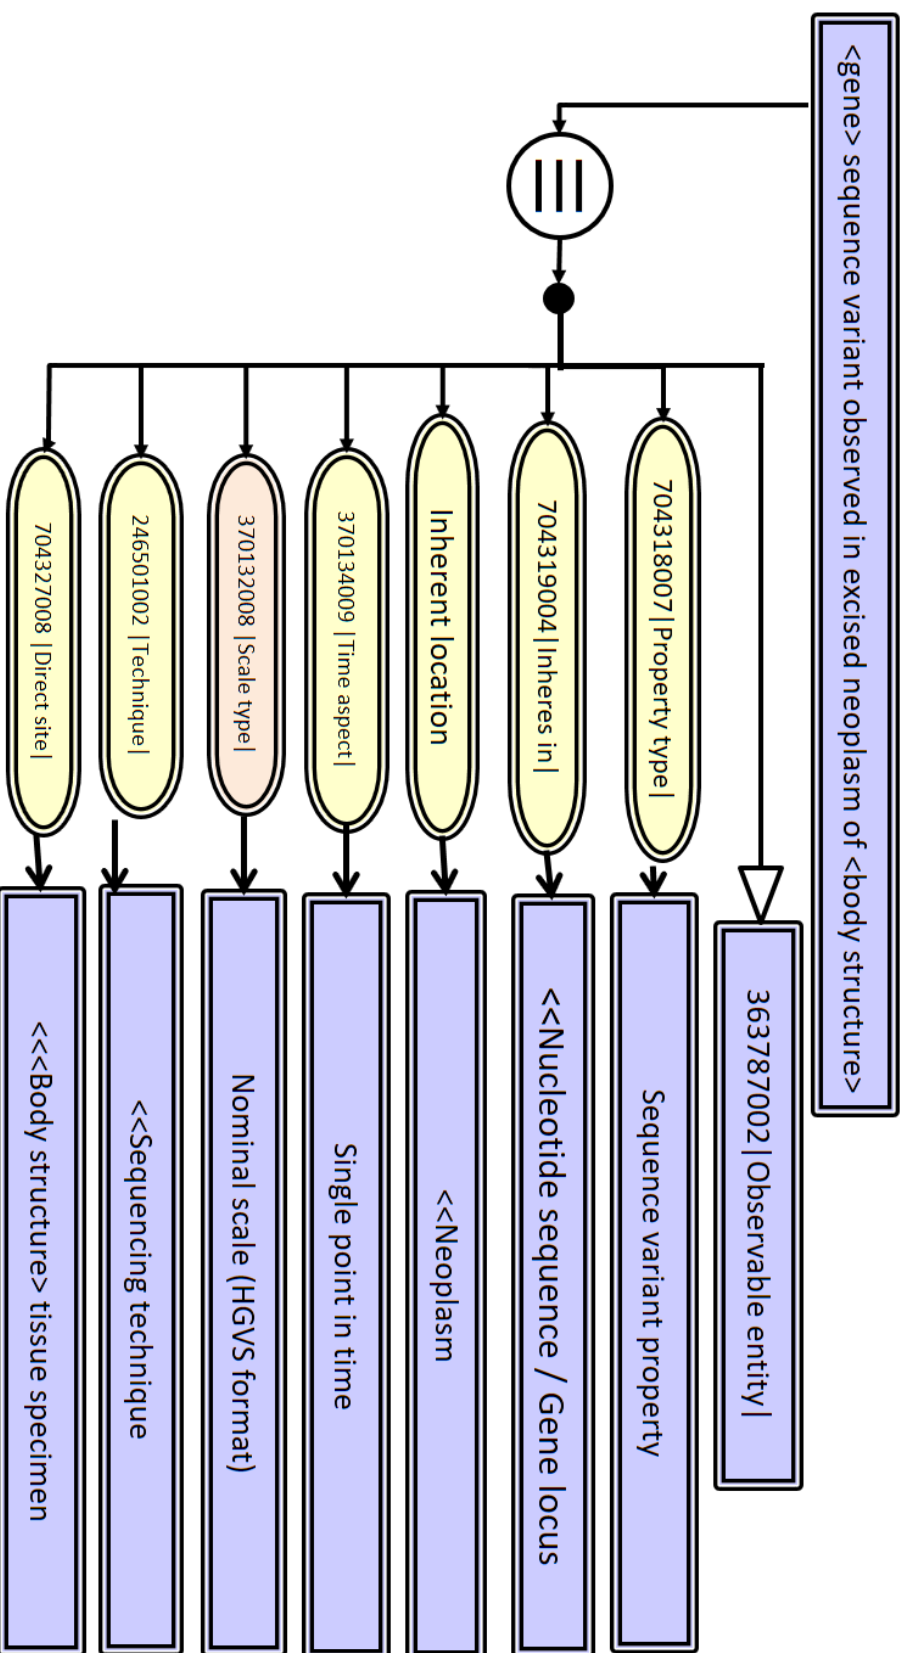 <gene> sequence variant observed in excised neoplasm of <body structure>
363787002|Observable entity|
704318007|Property type|
Sequence variant property
704319004|Inheres in|
<<Nucleotide sequence / Gene locus
Inherent location
<<Neoplasm
370134009 |Time aspect|
Single point in time
370132008 |Scale type|
Nominal scale (HGVS format)
246501002 |Technique|
<<Sequencing technique
704327008 |Direct site|
<<<Body structure> tissue specimen